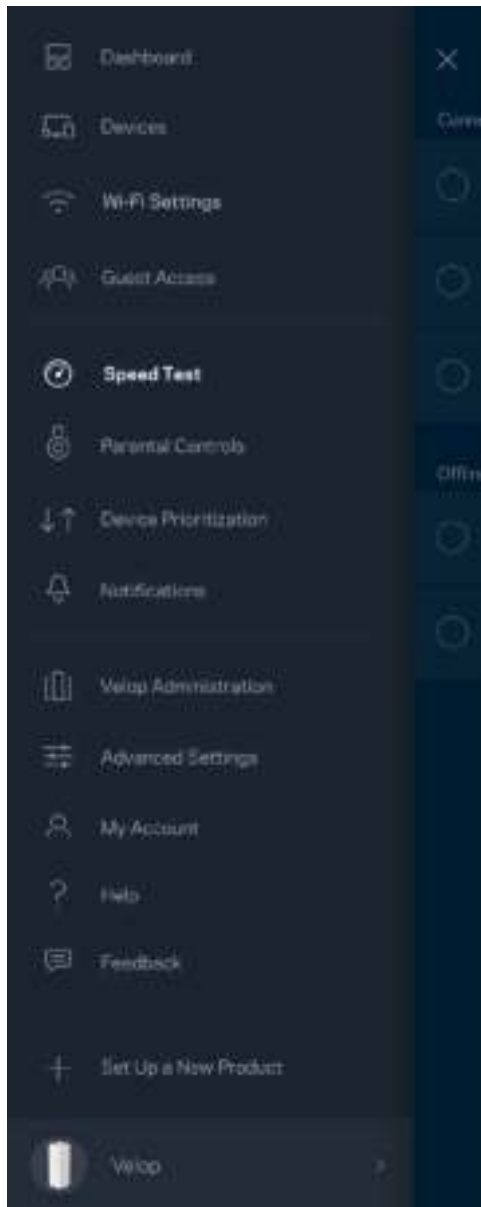 Dashboard
Devices
Wi-Fi Settings
Guest Access
Speed Test
Parental Controls
Device Prioritization
Notifications
Velop Administration
Advanced Settings
My Account
Help
Feedback
Set Up a New Product
Velop